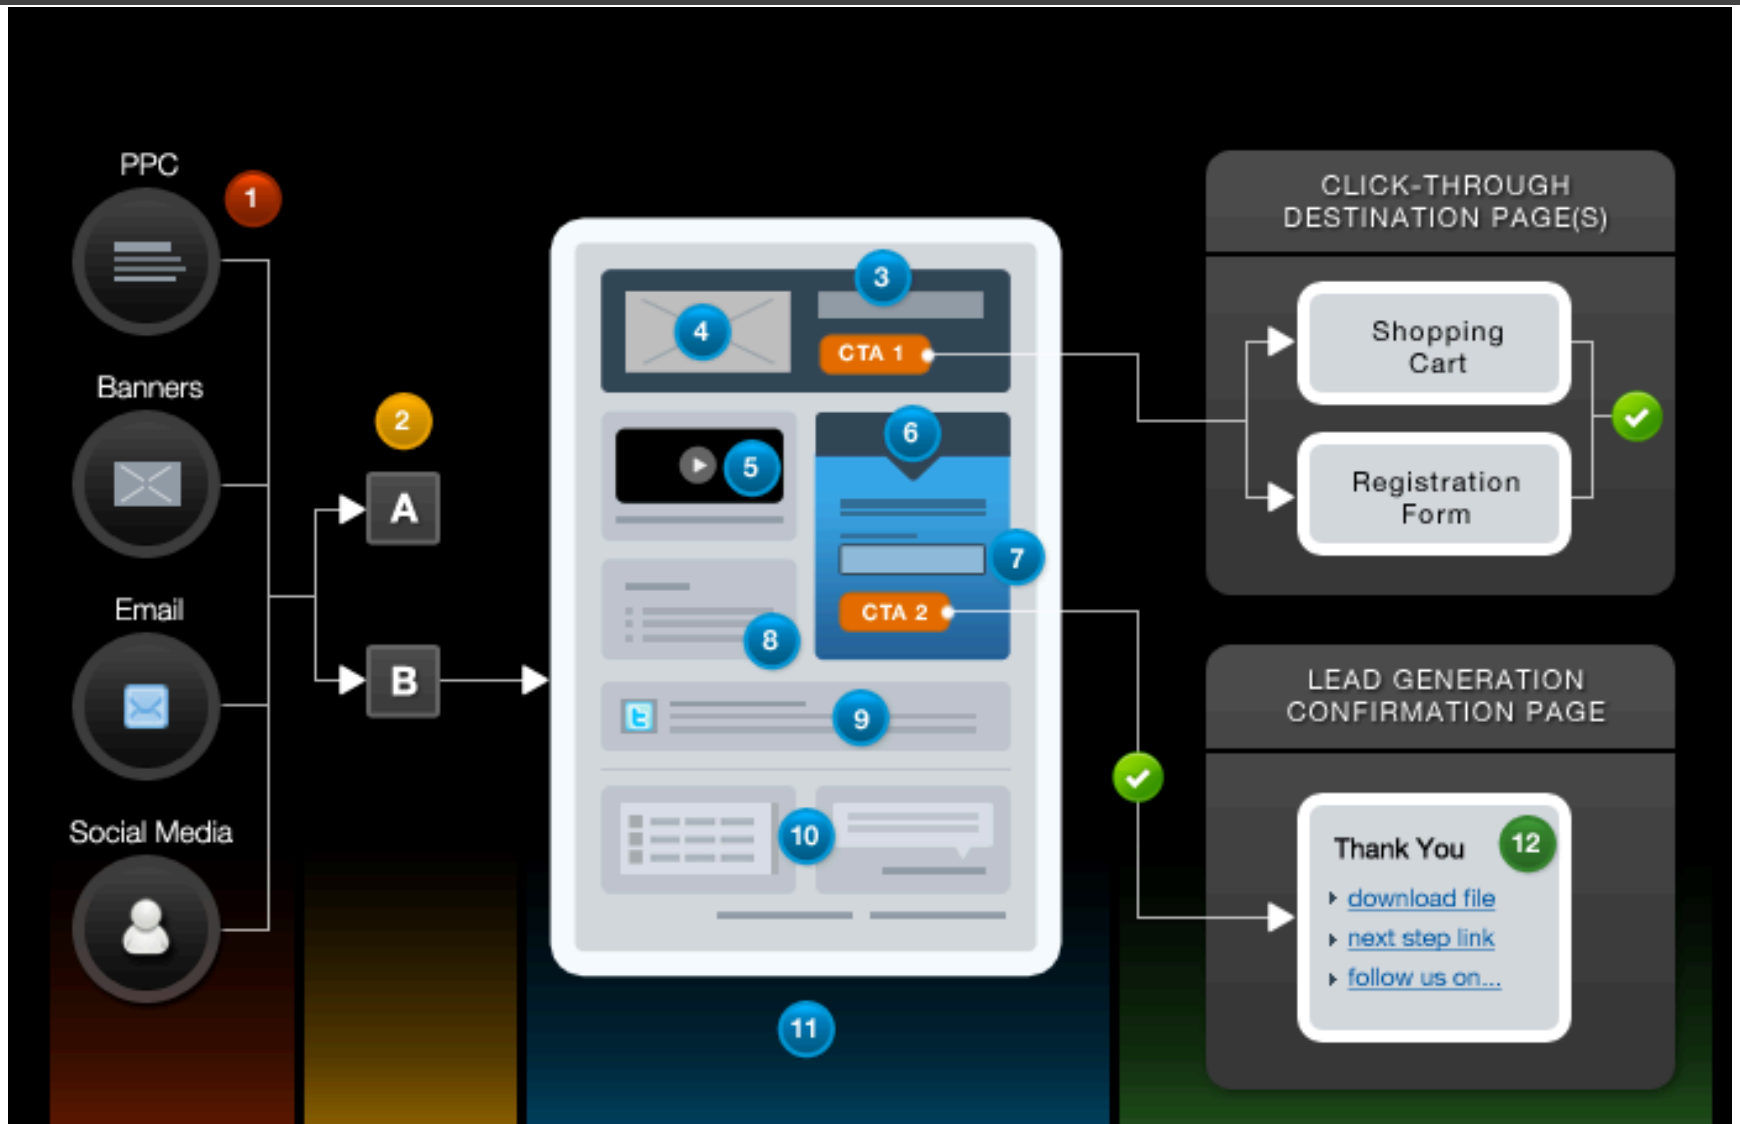 PPC
1
Banners
Email
Social Media
2
A
B
3
4
CTA 1
5
6
7
CTA 2
8
9
10
11
CLICK-THROUGH
DESTINATION PAGE(S)
Shopping
Cart
Registration
Form
LEAD GENERATION
CONFIRMATION PAGE
Thank You
12
download file
next step link
follow us on...